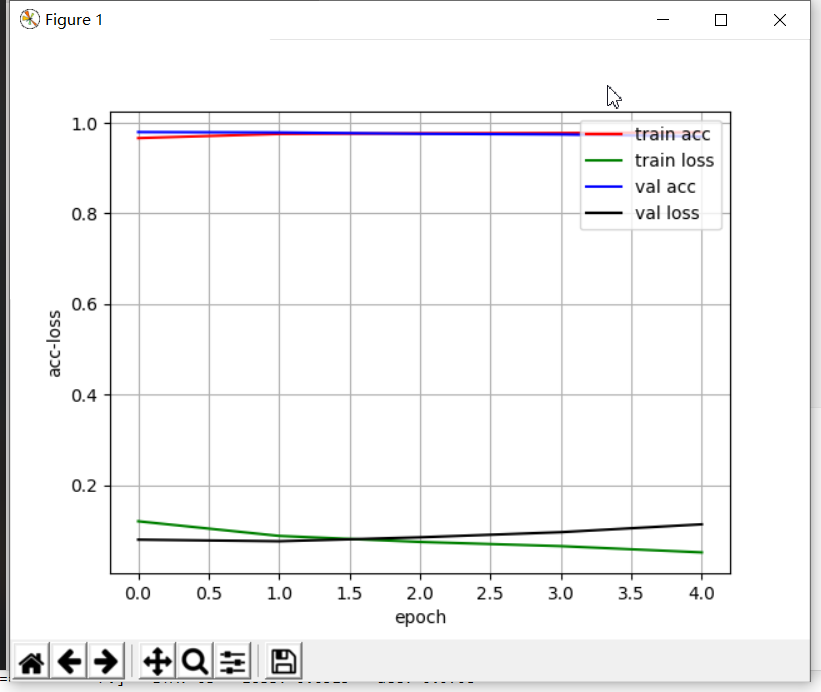 Figure 1
1.0
0.8
0.6
0.4
0.2
acc-loss
train acc
train loss
val acc
val loss
0.0 0.5 1.0 1.5 2.0 2.5 3.0 3.5 4.0
epoch